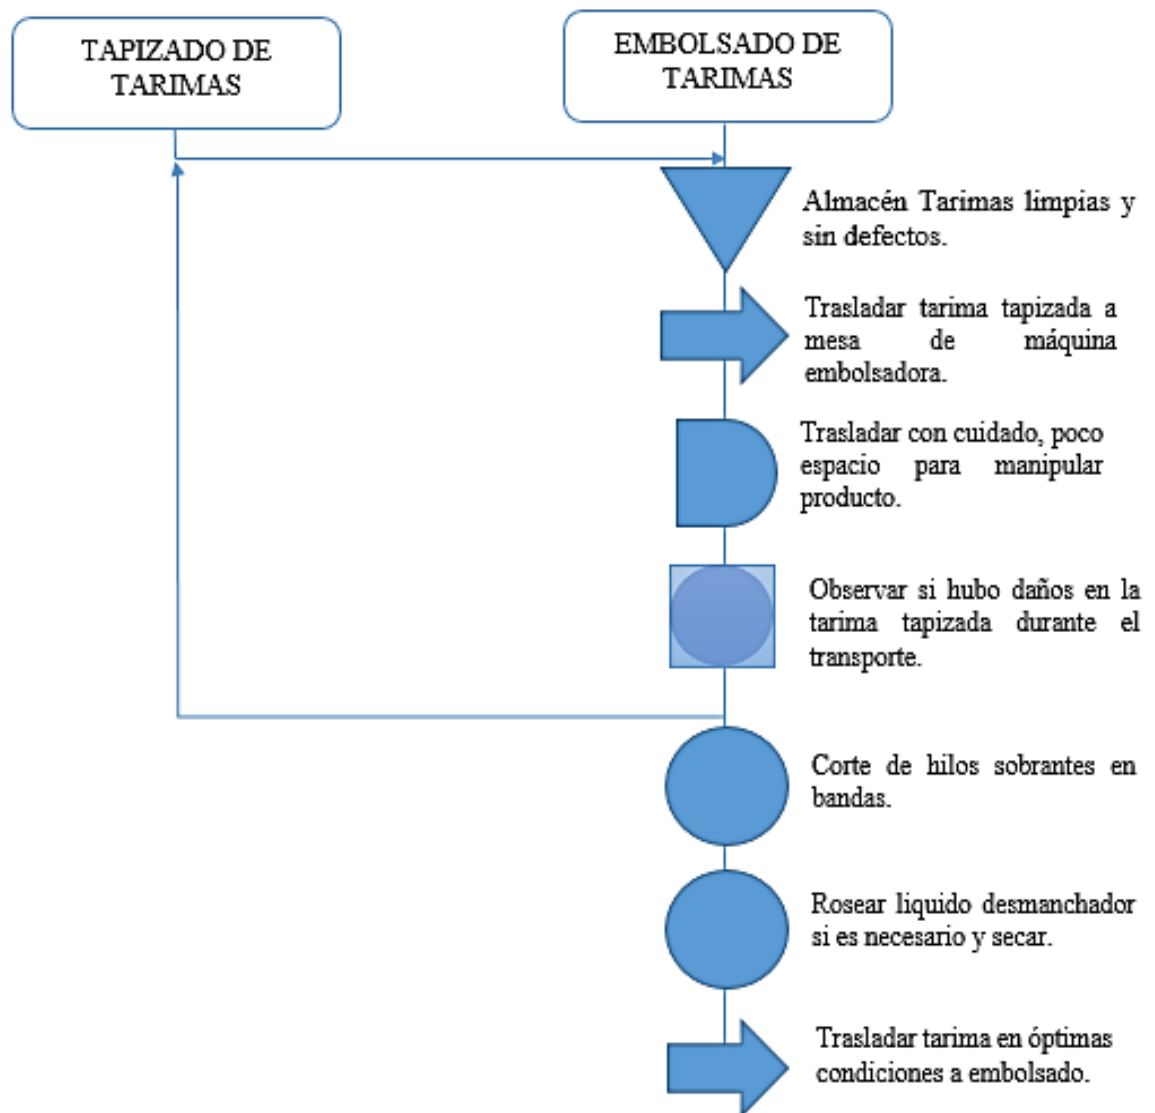 TAPIZADO DE
TARIMAS
EMBOLSADO DE
TARIMAS
Almacén Tarimas limpias y
sin defectos.
Trasladar tarima tapizada a
mesa de máquina
embolsadora.
Trasladar con cuidado, poco
espacio para manipular
producto.
Observar si hubo daños en la
tarima tapizada durante el
transporte.
Corte de hilos sobrantes en
bandas.
Rosear liquido desmanchador
si es necesario y secar.
Trasladar tarima en óptimas
condiciones a embolsado.